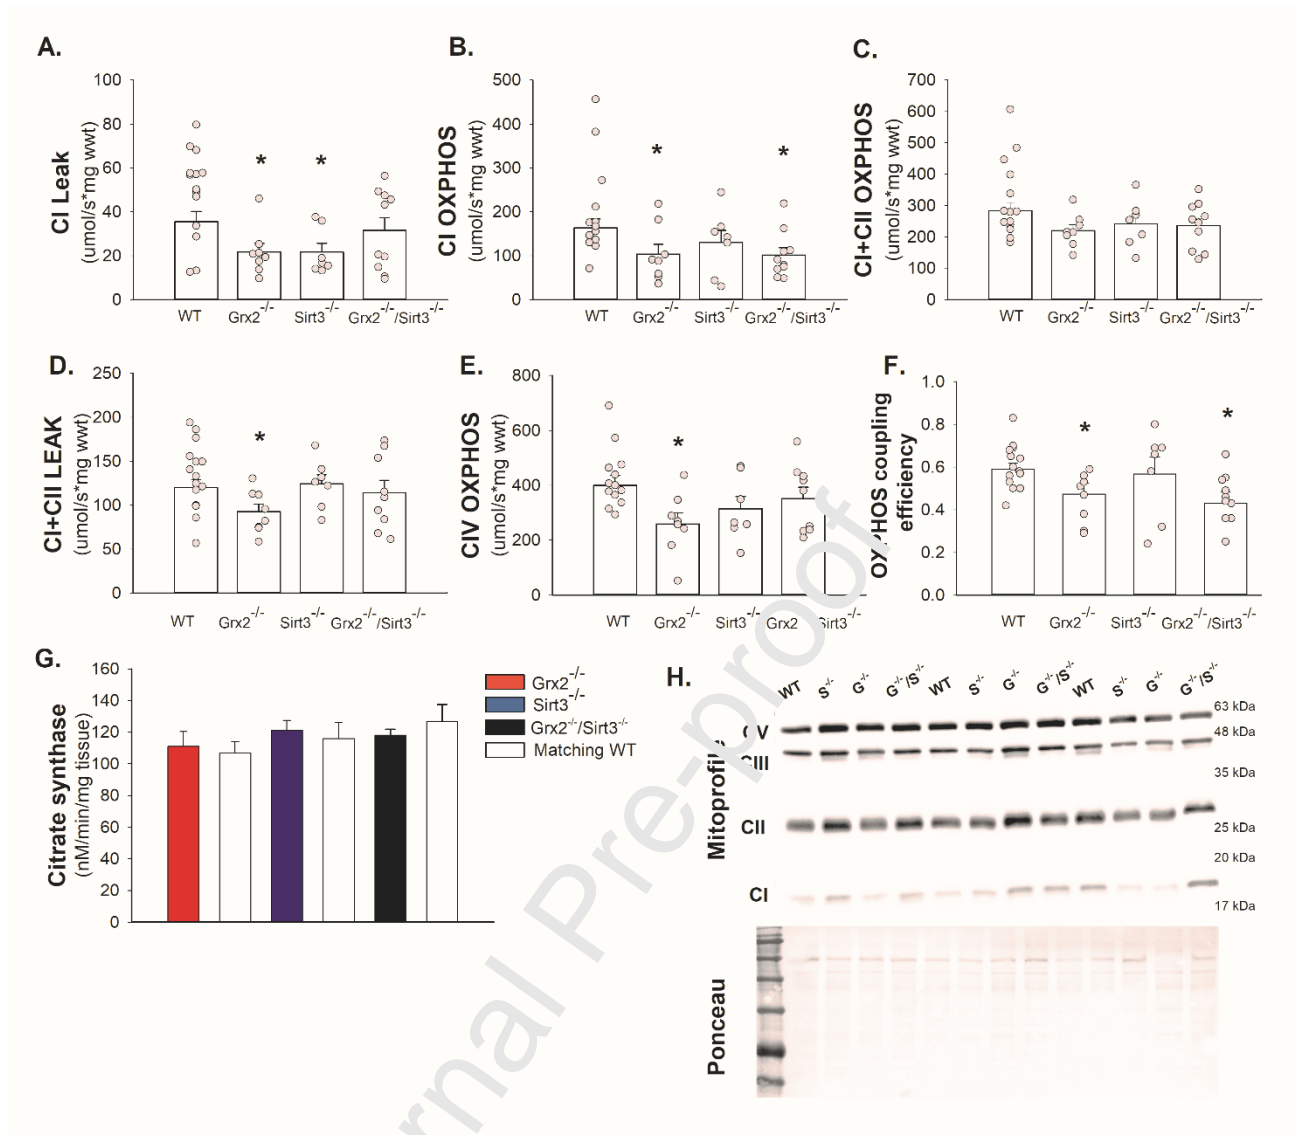 A.
CI Leak
(umol/s*mg wwt)
100
80
60
40
20
0
* *
WT Grx2-/- Sirt3-/- Grx2-/-/Sirt3-/-
B.
CI OXPHOS
(umol/s*mg wwt)
500
400
300
200
100
0
* *
WT Grx2-/- Sirt3-/- Grx2-/-/Sirt3-/-
C.
CI+CII OXPHOS
(umol/s*mg wwt)
700
600
500
400
300
200
100
0
WT Grx2-/- Sirt3-/- Grx2-/-/Sirt3-/-
D.
CI+CII LEAK
(umol/s*mg wwt)
250
200
150
100
50
0
*
WT Grx2-/- Sirt3-/- Grx2-/-/Sirt3-/-
E.
CIV OXPHOS
(umol/s*mg wwt)
800
600
400
200
0
*
WT Grx2-/- Sirt3-/- Grx2 Sirt3-/-
F.
OXPHOS coupling
efficiency
1.0
0.8
0.6
0.4
0.2
0.0
* *
WT Grx2-/- Sirt3-/- Grx2-/-/Sirt3-/-
G.
Citrate synthase
(nM/min/mg tissue)
160
140
120
100
80
60
40
20
0
Grx2-/-
Sirt3-/-
Grx2-/-/Sirt3-/-
Matching WT
H.
WT S-/- G-/- G-/-/S-/- WT S-/- G-/- G-/-/S-/- WT S-/- G-/- G-/-/S-/-
Mitoprofile
CV
CIII
CII
CI
63 kDa
48 kDa
35 kDa
25 kDa
20 kDa
17 kDa
Ponceau
rnal Pre-proof